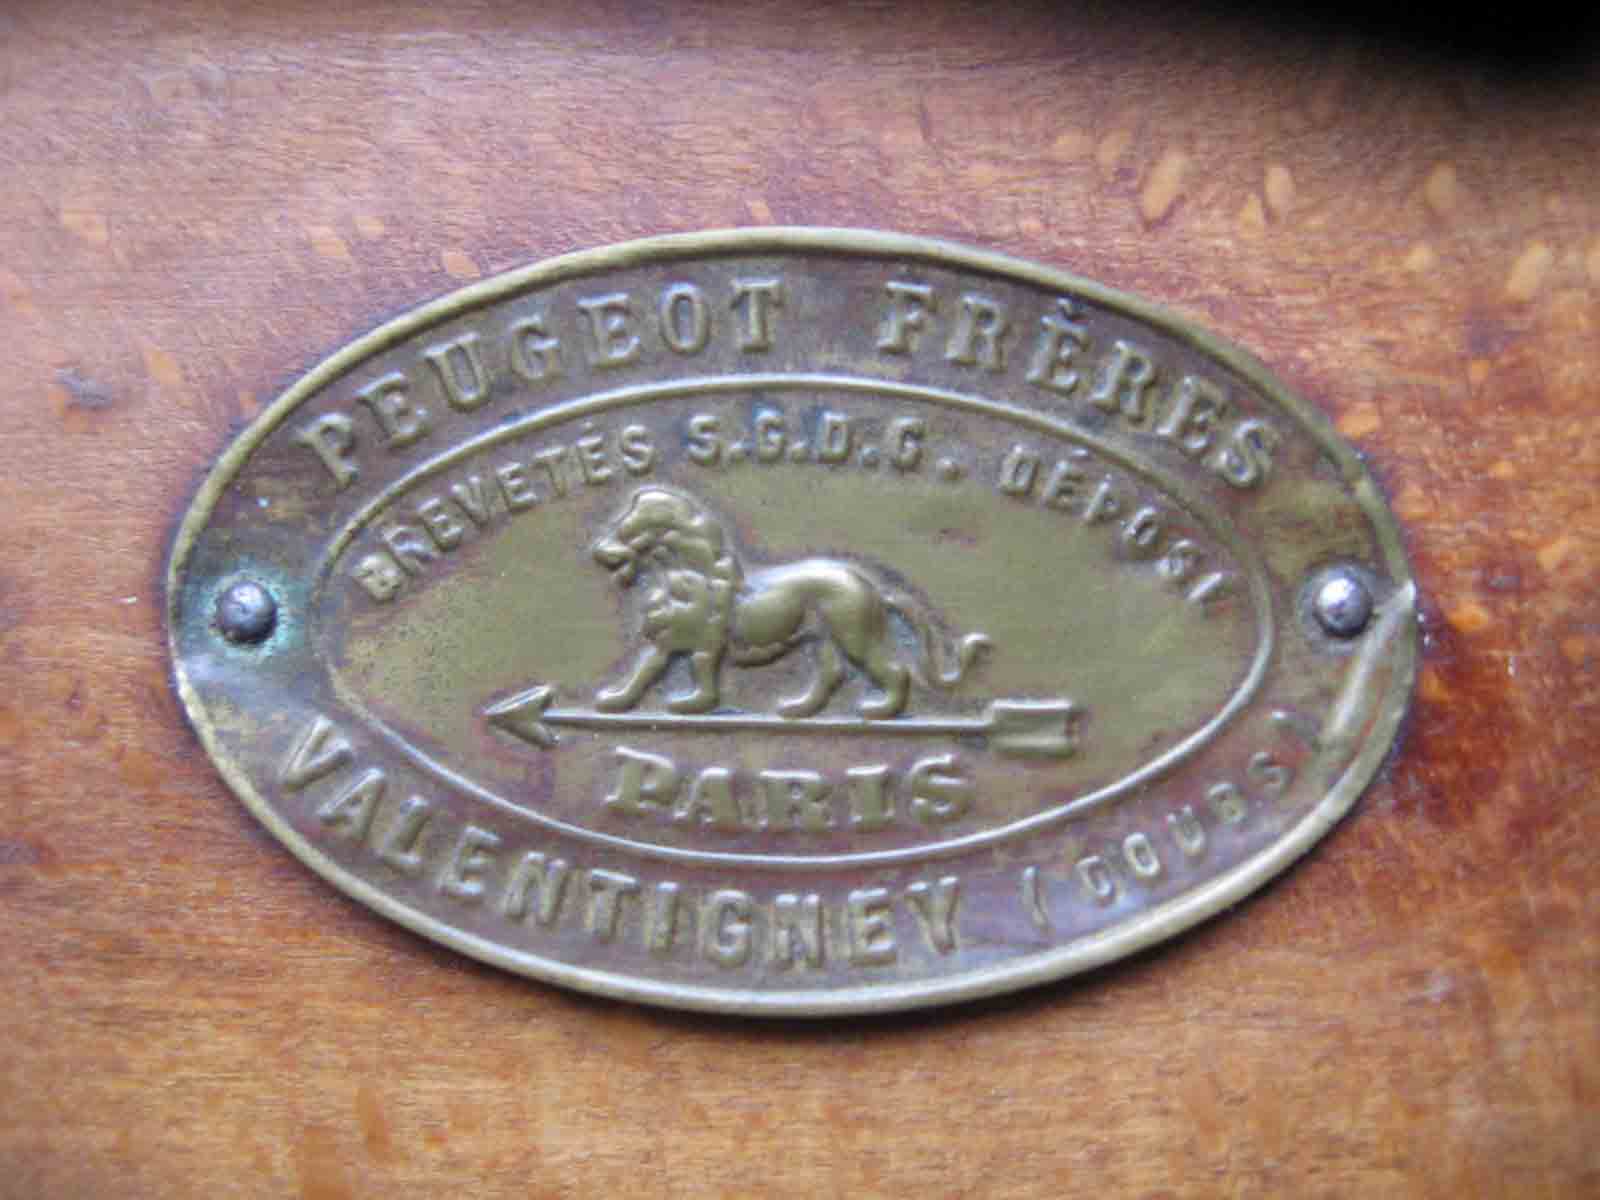 PEUGEOT FRÈRES
BREVETÉS S.G.D.G. DÉPOSÉ
PARIS
VALENTIGNEY (DOUBS)